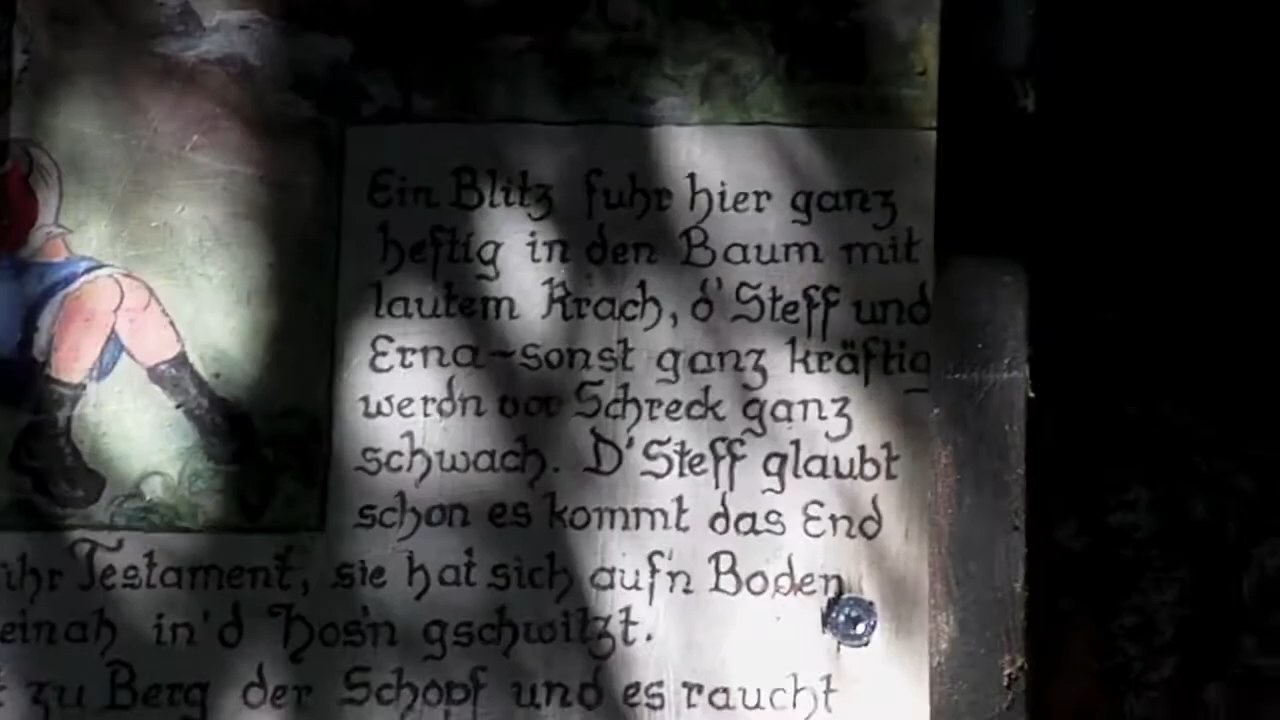 Ein Blitz fuhr hier ganz
heftig in den Baum mit
lautem Krach, d' Steff und
Erna-sonst ganz kräftig
werdn vor Schreck ganz
schwach. D'Steff glaubt
schon es kommt das End
ihr Testament, sie hat sich auf'n Boden
einah in'd Hos'n gschwitzt.
zu Berg der Schopf und es raucht